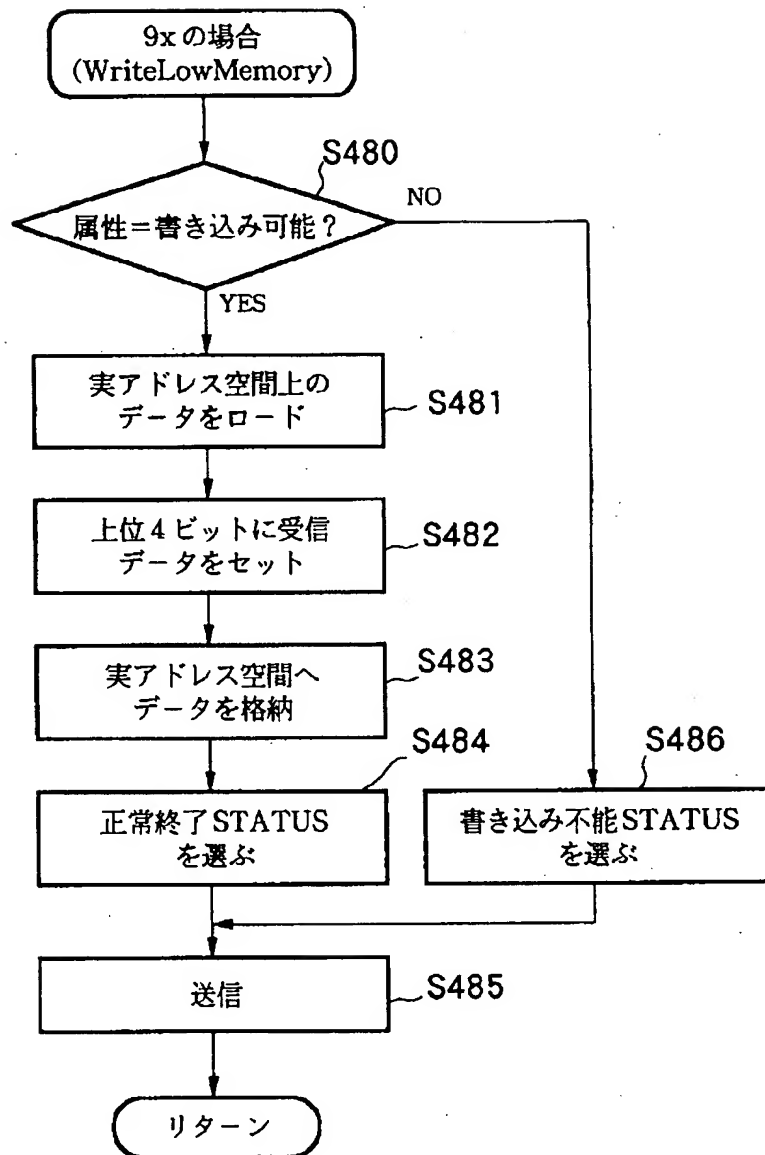 9xの場合
(WriteLowMemory)
S480
属性=書き込み可能?
NO
YES
実アドレス空間上の
データをロード
S481
上位4ビットに受信
データをセット
S482
実アドレス空間へ
データを格納
S483
正常終了STATUS
を選ぶ
S484
書き込み不能STATUS
を選ぶ
S486
送信
S485
リターン